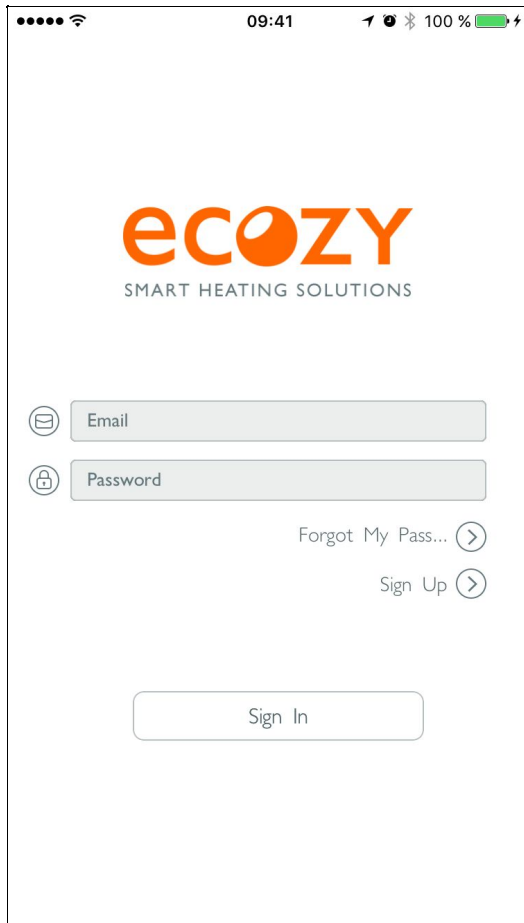 09:41
100 %
ecozy
SMART HEATING SOLUTIONS
Email
Password
Forgot My Pass...
Sign Up
Sign In